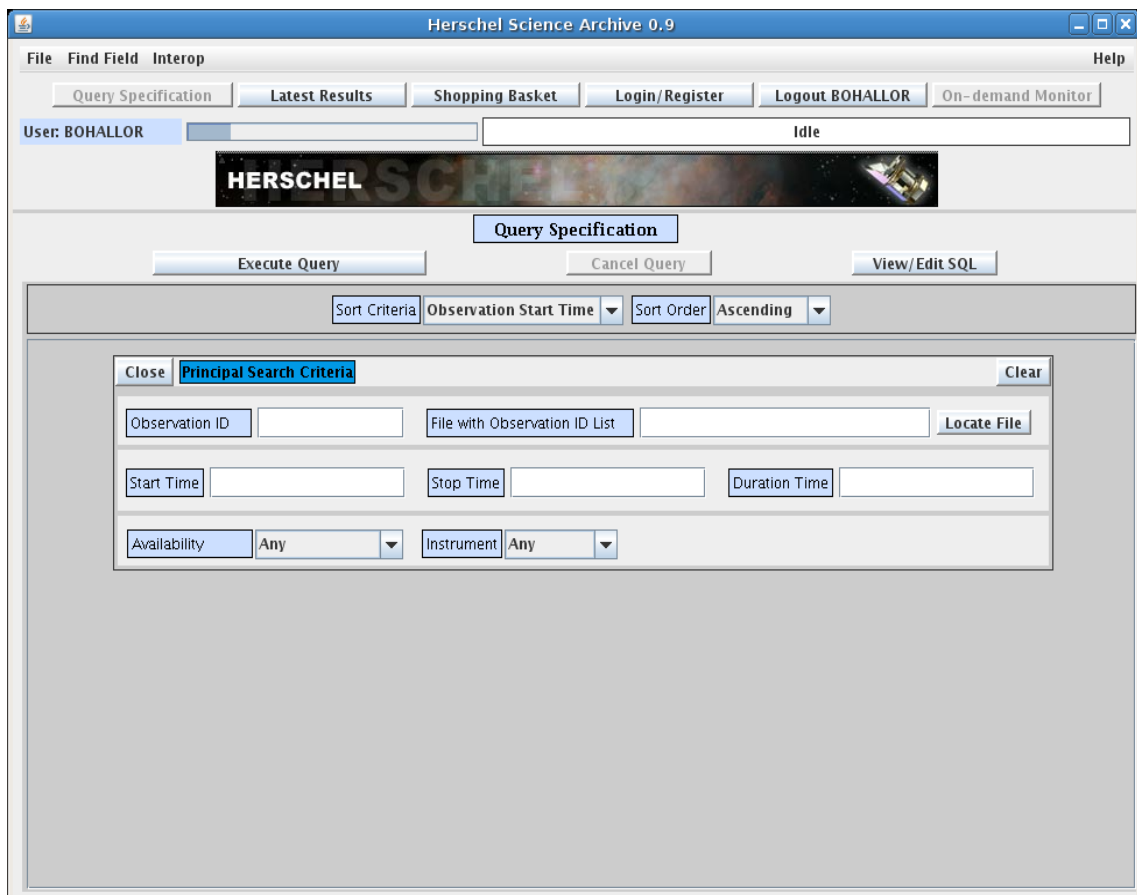 Herschel Science Archive 0.9
File Find Field Interop Help
Query Specification Latest Results Shopping Basket Login/Register Logout BOHALLOR On-demand Monitor
User: BOHALLOR Idle
HERSCHEL HERSCHEL
Query Specification
Execute Query Cancel Query View/Edit SQL
Sort Criteria Observation Start Time Sort Order Ascending
Close Principal Search Criteria Clear
Observation ID File with Observation ID List Locate File
Start Time Stop Time Duration Time
Availability Any Instrument Any